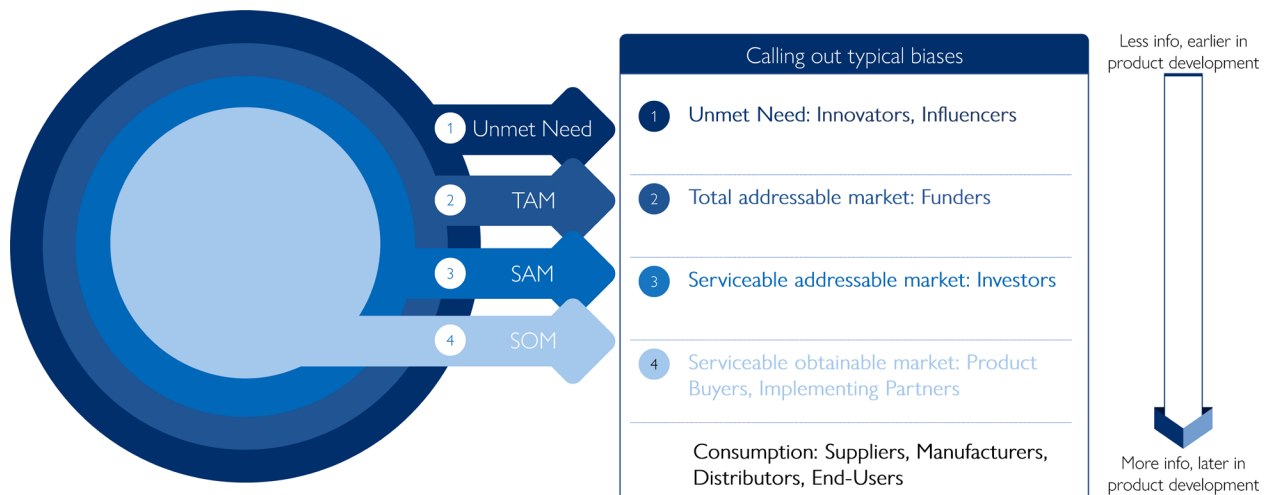 1 Unmet Need
2 TAM
3 SAM
4 SOM
Calling out typical biases
1 Unmet Need: Innovators, Influencers
2 Total addressable market: Funders
3 Serviceable addressable market: Investors
4 Serviceable obtainable market: Product
Buyers, Implementing Partners
Consumption: Suppliers, Manufacturers,
Distributors, End-Users
Less info, earlier in
product development
More info, later in
product development